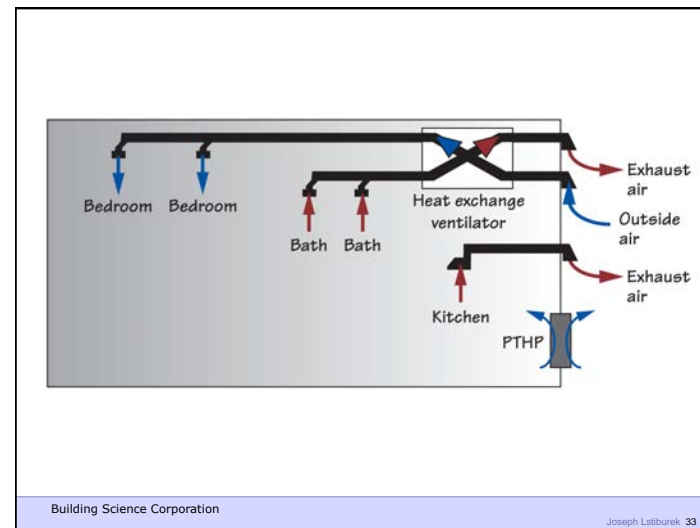 Bedroom
Bedroom
Bath
Bath
Heat exchange
ventilator
Exhaust
air
Outside
air
Exhaust
air
Kitchen
PTHP
Building Science Corporation
Joseph Lstiburek 33